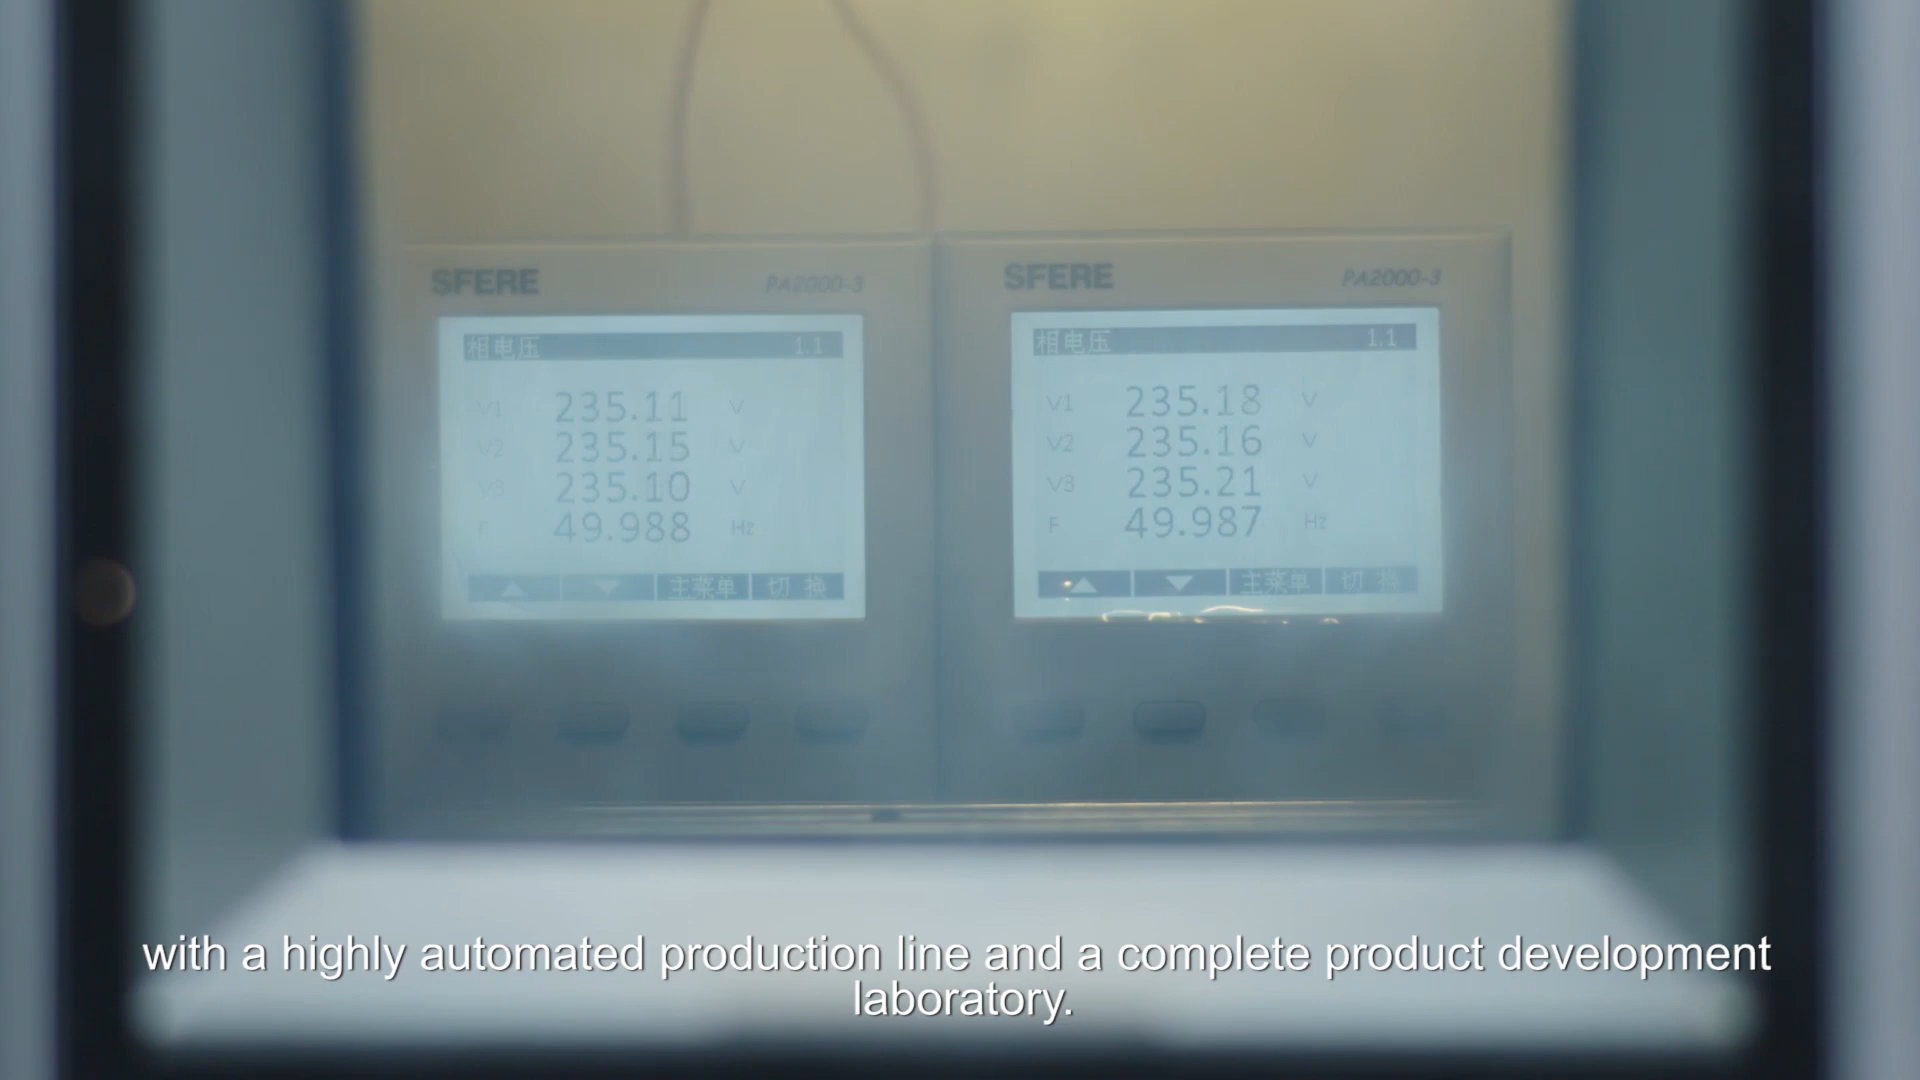 SFERE PA2000-3
相电压 1.1
V1 235.11 V
V2 235.15 V
V3 235.10 V
F 49.988 Hz
主菜单 切 换
SFERE PA2000-3
相电压 1.1
V1 235.18 V
V2 235.16 V
V3 235.21 V
F 49.987 Hz
主菜单 切 换
with a highly automated production line and a complete product development
laboratory.